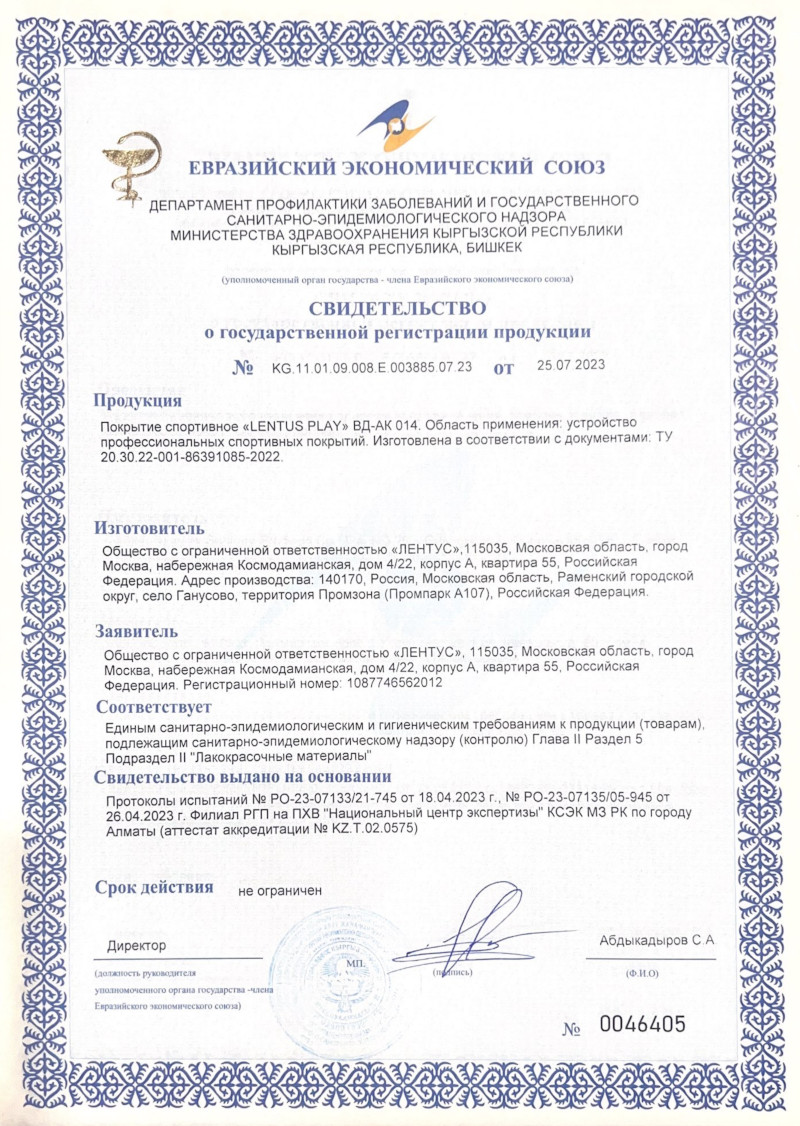 ЕВРАЗИЙСКИЙ ЭКОНОМИЧЕСКИЙ СОЮЗ
ДЕПАРТАМЕНТ ПРОФИЛАКТИКИ ЗАБОЛЕВАНИЙ И ГОСУДАРСТВЕННОГО
САНИТАРНО-ЭПИДЕМИОЛОГИЧЕСКОГО НАДЗОРА
МИНИСТЕРСТВА ЗДРАВООХРАНЕНИЯ КЫРГЫЗСКОЙ РЕСПУБЛИКИ
КЫРГЫЗСКАЯ РЕСПУБЛИКА, БИШКЕК
(уполномоченный орган государства - члена Евразийского экономического союза)
СВИДЕТЕЛЬСТВО
о государственной регистрации продукции
№ KG.11.01.09.008.E.003885.07.23 от 25.07 2023
Продукция
Покрытие спортивное «LENTUS PLAY» ВД-АК 014. Область применения: устройство
профессиональных спортивных покрытий. Изготовлена в соответствии с документами: ТУ
20.30.22-001-86391085-2022.
Изготовитель
Общество с ограниченной ответственностью «ЛЕНТУС»,115035, Московская область, город
Москва, набережная Космодамианская, дом 4/22, корпус А, квартира 55, Российская
Федерация. Адрес производства: 140170, Россия, Московская область, Раменский городской
округ, село Ганусово, территория Промзона (Промпарк А107), Российская Федерация.
Заявитель
Общество с ограниченной ответственностью «ЛЕНТУС», 115035, Московская область, город
Москва, набережная Космодамианская, дом 4/22, корпус А, квартира 55, Российская
Федерация. Регистрационный номер: 1087746562012
Соответствует
Единым санитарно-эпидемиологическим и гигиеническим требованиям к продукции (товарам),
подлежащим санитарно-эпидемиологическому надзору (контролю) Глава II Раздел 5
Подраздел II "Лакокрасочные материалы"
Свидетельство выдано на основании
Протоколы испытаний № РО-23-07133/21-745 от 18.04.2023 г., № РО-23-07135/05-945 от
26.04.2023 г. Филиал РГП на ПХВ "Национальный центр экспертизы" КСЭК МЗ РК по городу
Алматы (аттестат аккредитации № KZ.T.02.0575)
Срок действия не ограничен
Директор Абдыкадыров С.А.
МП.
(должность руководителя (подпись) (Ф.И.О)
уполномоченного органа государства -члена
Евразийского экономического союза)
№ 0046405